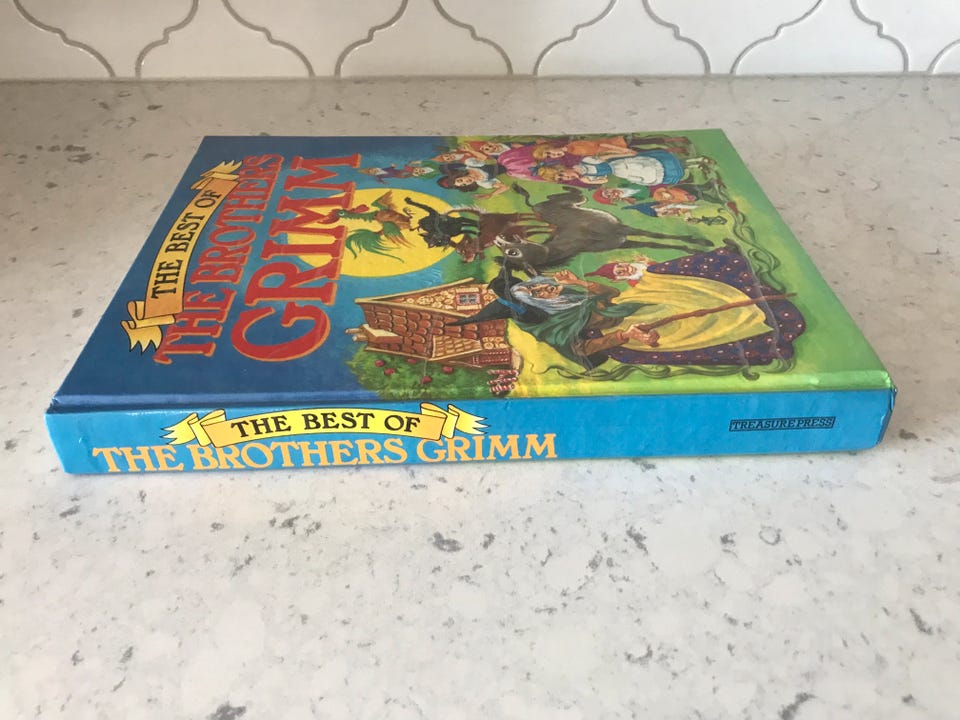 THE BEST OF
THE BROTHERS
GRIMM
THE BEST OF
THE BROTHERS GRIMM
TREASURE PRESS